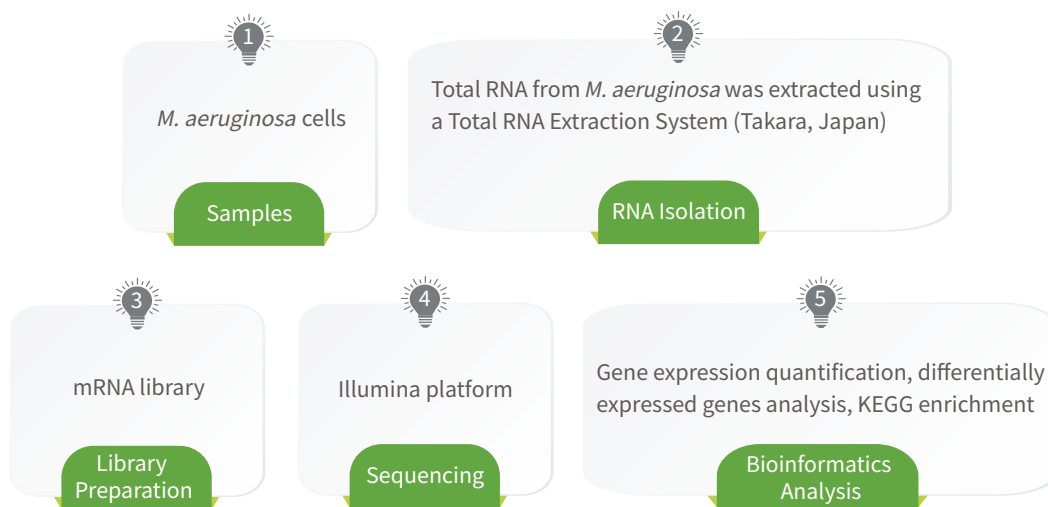 1
M. aeruginosa cells
Samples
2
Total RNA from M. aeruginosa was extracted using
a Total RNA Extraction System (Takara, Japan)
RNA Isolation
3
mRNA library
Library
Preparation
4
Illumina platform
Sequencing
5
Gene expression quantification, differentially
expressed genes analysis, KEGG enrichment
Bioinformatics
Analysis